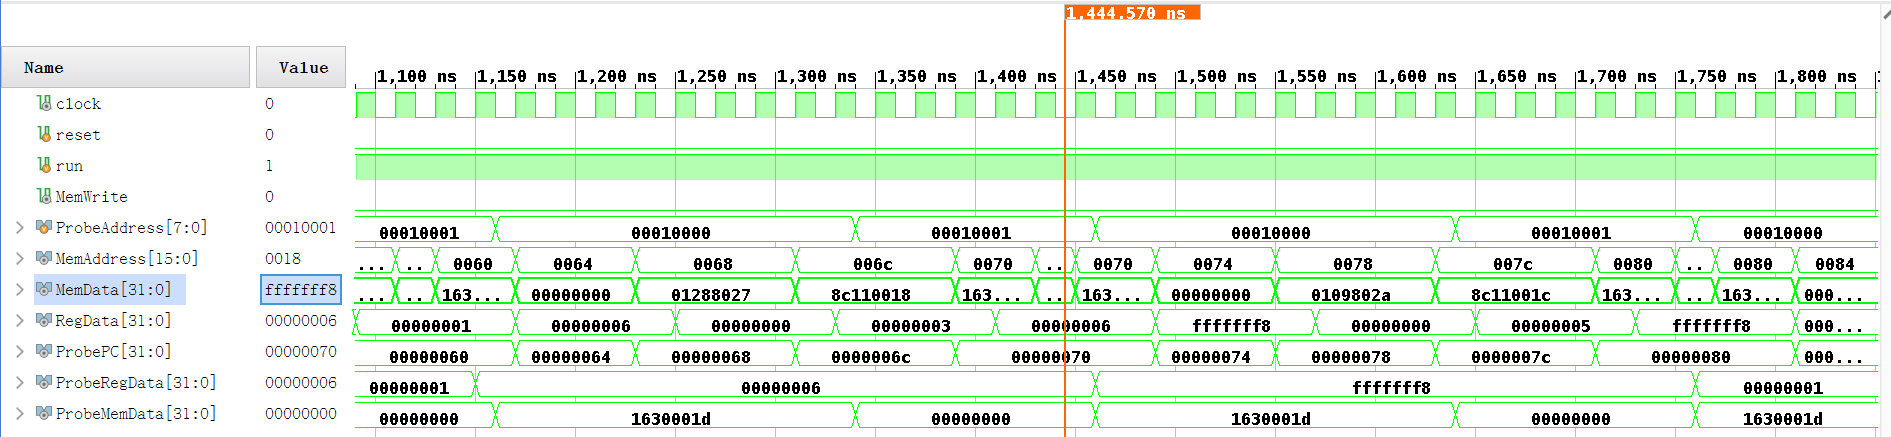 1,444.570 ns
Name Value 1,100 ns 1,150 ns 1,200 ns 1,250 ns 1,300 ns 1,350 ns 1,400 ns 1,450 ns 1,500 ns 1,550 ns 1,600 ns 1,650 ns 1,700 ns 1,750 ns 1,800 ns
clock 0
reset 0
run 1
MemWrite 0
ProbeAddress[7:0] 00010001 00010001 00010000 00010001 00010000 00010001 00010000
MemAddress[15:0] 0018 ... .. 0060 0064 0068 006c 0070 .. 0070 0074 0078 007c 0080 .. 0080 0084
MemData[31:0] fffffff8 ... .. 163... 00000000 01288027 8c110018 163... .. 163... 00000000 0109802a 8c11001c 163... .. 163... 000...
RegData[31:0] 00000006 00000001 00000006 00000000 00000003 00000006 fffffff8 00000000 00000005 fffffff8 000...
ProbePC[31:0] 00000070 00000060 00000064 00000068 0000006c 00000070 00000074 00000078 0000007c 00000080 000...
ProbeRegData[31:0] 00000006 00000001 00000006 fffffff8 00000001
ProbeMemData[31:0] 00000000 00000000 1630001d 00000000 1630001d 00000000 1630001d